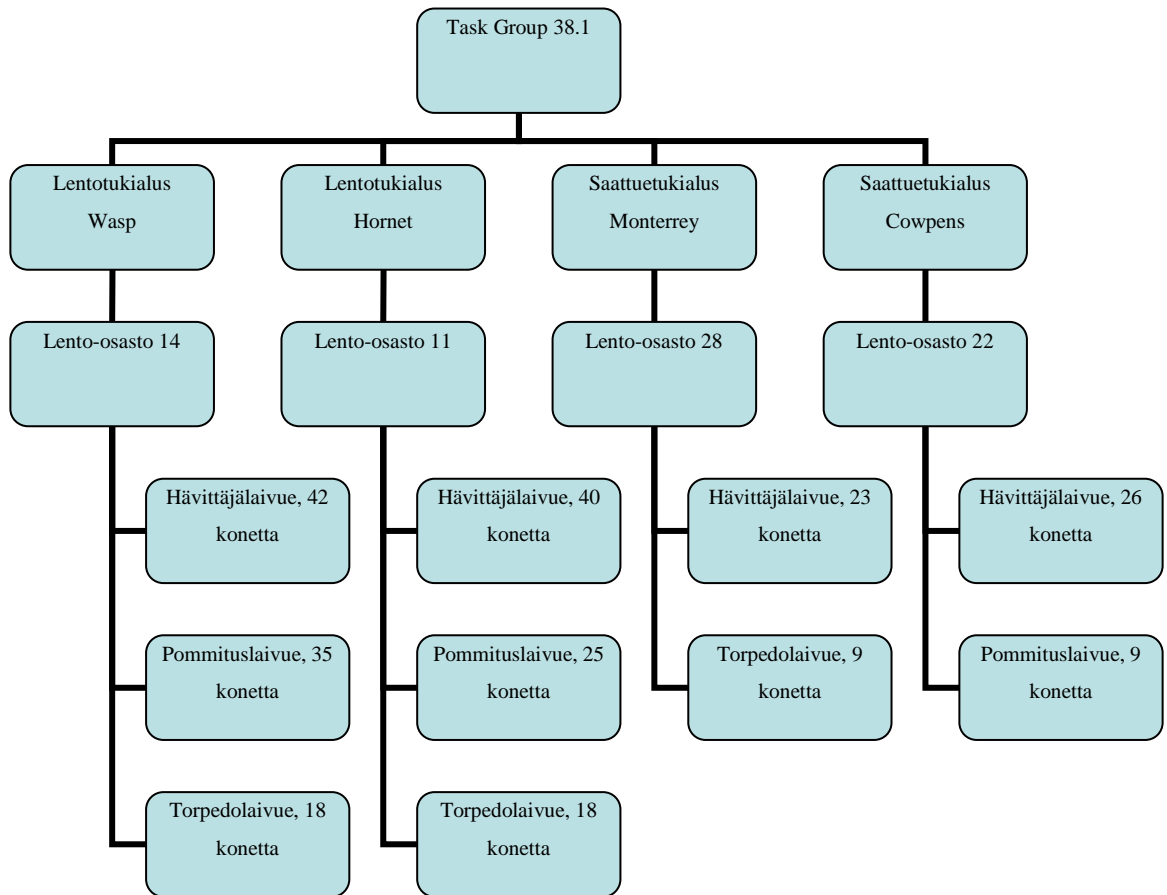 Task Group 38.1
Lentotukialus
Wasp
Lentotukialus
Hornet
Saattuetukialus
Monterrey
Saattuetukialus
Cowpens
Lento-osasto 14
Lento-osasto 11
Lento-osasto 28
Lento-osasto 22
Hävittäjälaivue, 42
konetta
Hävittäjälaivue, 40
konetta
Hävittäjälaivue, 23
konetta
Hävittäjälaivue, 26
konetta
Pommituslaivue, 35
konetta
Pommituslaivue, 25
konetta
Torpedolaivue, 9
konetta
Pommituslaivue, 9
konetta
Torpedolaivue, 18
konetta
Torpedolaivue, 18
konetta